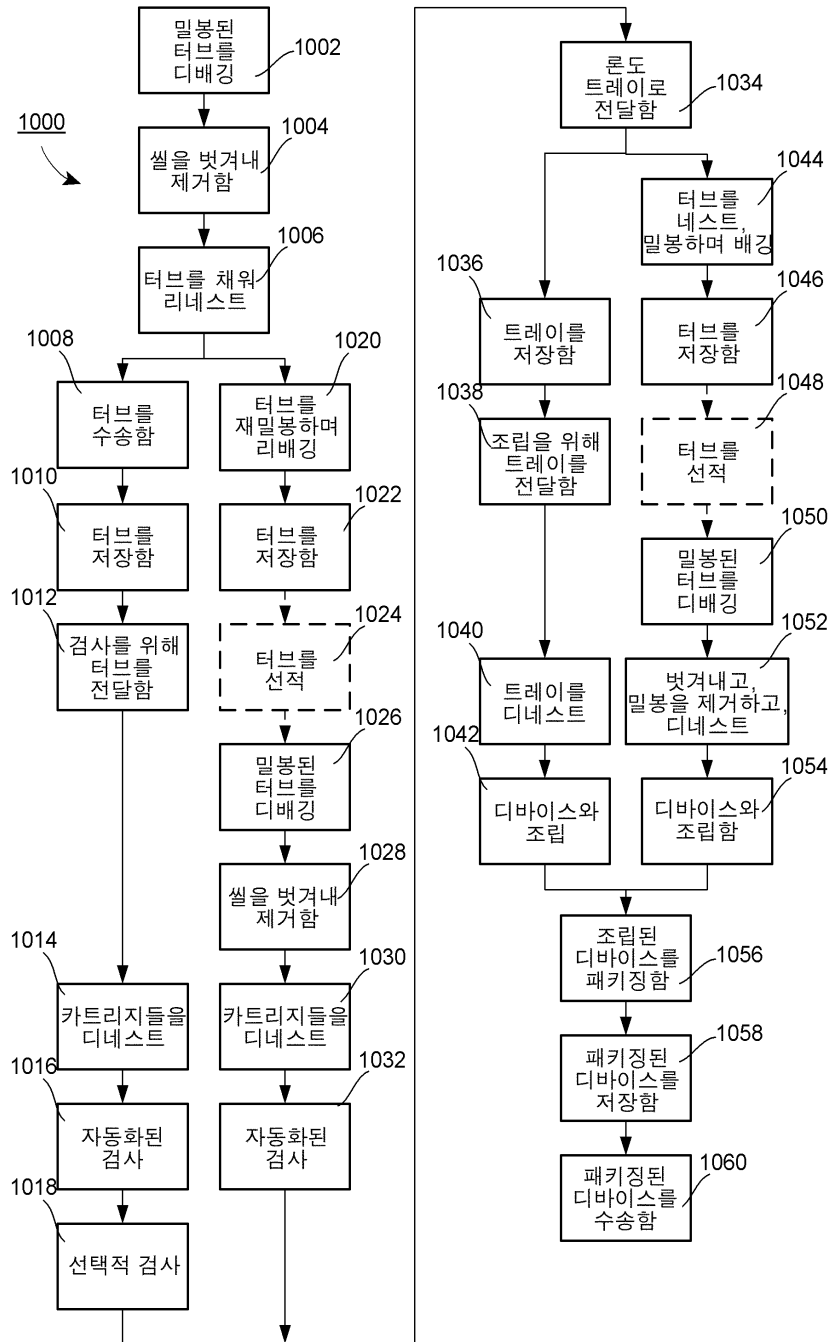 1000
밀봉된
터브를
디배깅
1002
씰을 벗겨내
제거함
1004
터브를 채워
리네스트
1006
1008
터브를
수송함
1010
터브를
저장함
1012
검사를 위해
터브를
전달함
1014
카트리지들을
디네스트
1016
자동화된
검사
1018
선택적 검사
1020
터브를
재밀봉하며
리배깅
1022
터브를
저장함
1024
터브를
선적
1026
밀봉된
터브를
디배깅
1028
씰을 벗겨내
제거함
1030
카트리지들을
디네스트
1032
자동화된
검사
론도
트레이로
전달함
1034
1036
트레이를
저장함
1038
조립을 위해
트레이를
전달함
1040
트레이를
디네스트
1042
디바이스와
조립
1044
터브를
네스트,
밀봉하며 배깅
1046
터브를
저장함
1048
터브를
선적
1050
밀봉된
터브를
디배깅
1052
벗겨내고,
밀봉을 제거하고,
디네스트
1054
디바이스와
조립함
조립된
디바이스를
패키징함
1056
패키징된
디바이스를
저장함
1058
패키징된
디바이스를
수송함
1060